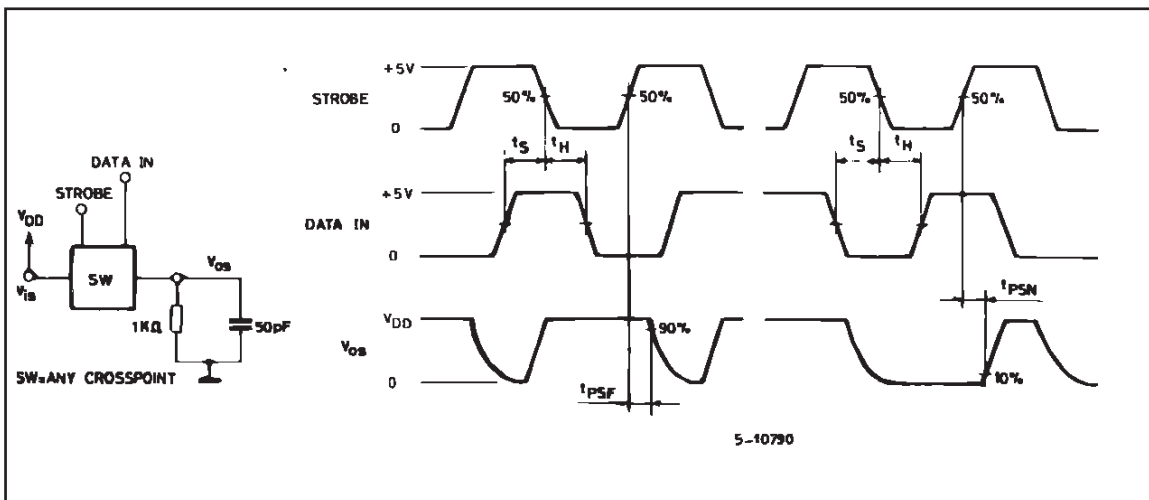 DATA IN
STROBE
VDD
Vis
SW
Vos
1KΩ
50pF
SW=ANY CROSSPOINT
STROBE
+5V
0
50%
50%
50%
50%
tS
tH
tS
tH
DATA IN
+5V
0
tPSN
Vos
VDD
0
90%
10%
tPSF
5-10790